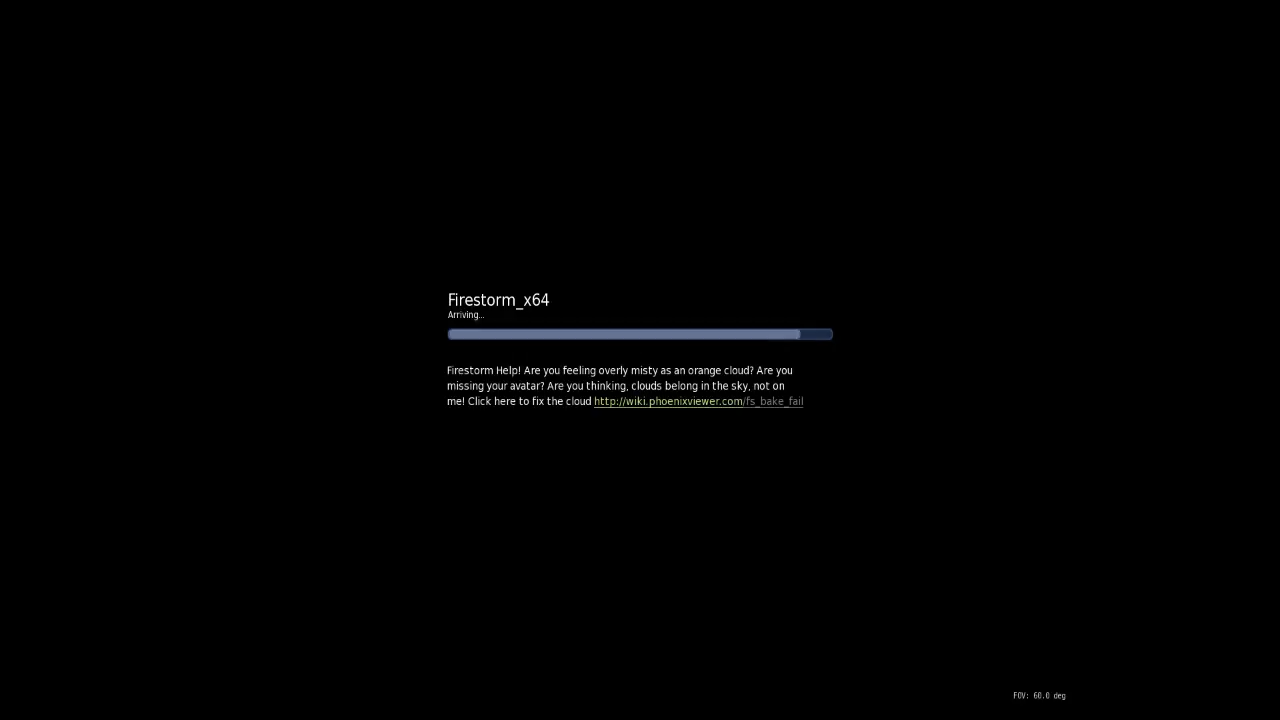 Firestorm_x64
Arriving...
Firestorm Help! Are you feeling overly misty as an orange cloud? Are you
missing your avatar? Are you thinking, clouds belong in the sky, not on
me! Click here to fix the cloud http://wiki.phoenixviewer.com/fs_bake_fail
FOV: 60.0 deg